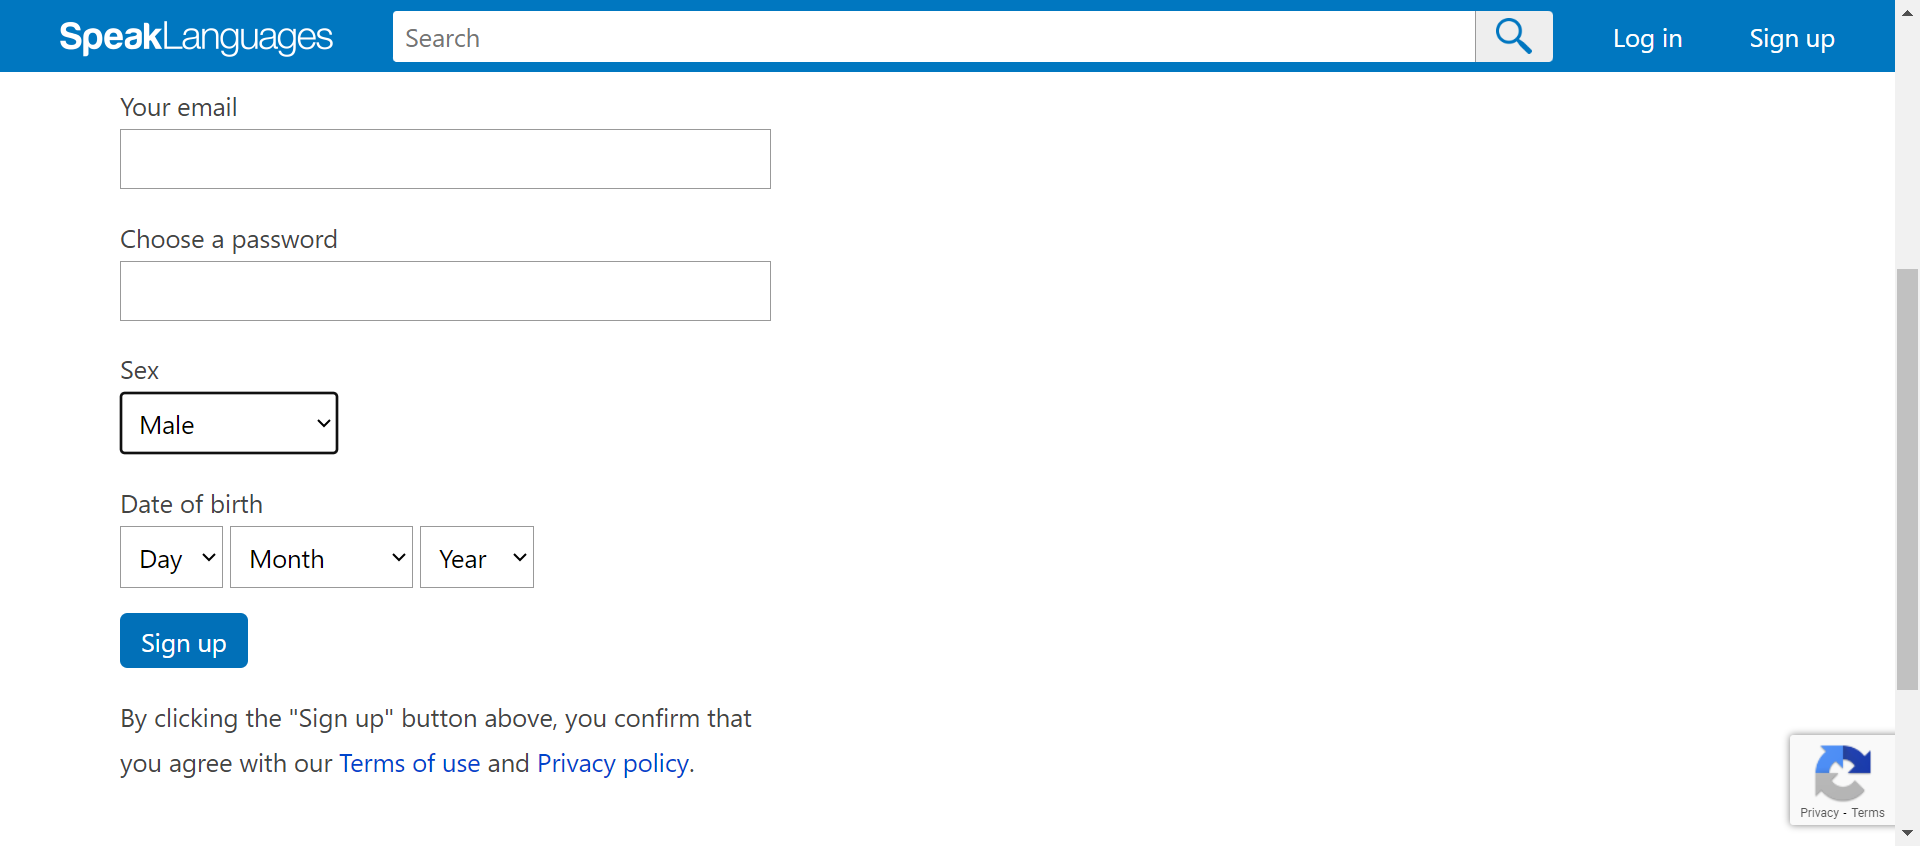 SpeakLanguages
Search
Log in
Sign up
Your email
Choose a password
Sex
Male
Date of birth
Day
Month
Year
Sign up
By clicking the "Sign up" button above, you confirm that
you agree with our Terms of use and Privacy policy.
Privacy - Terms